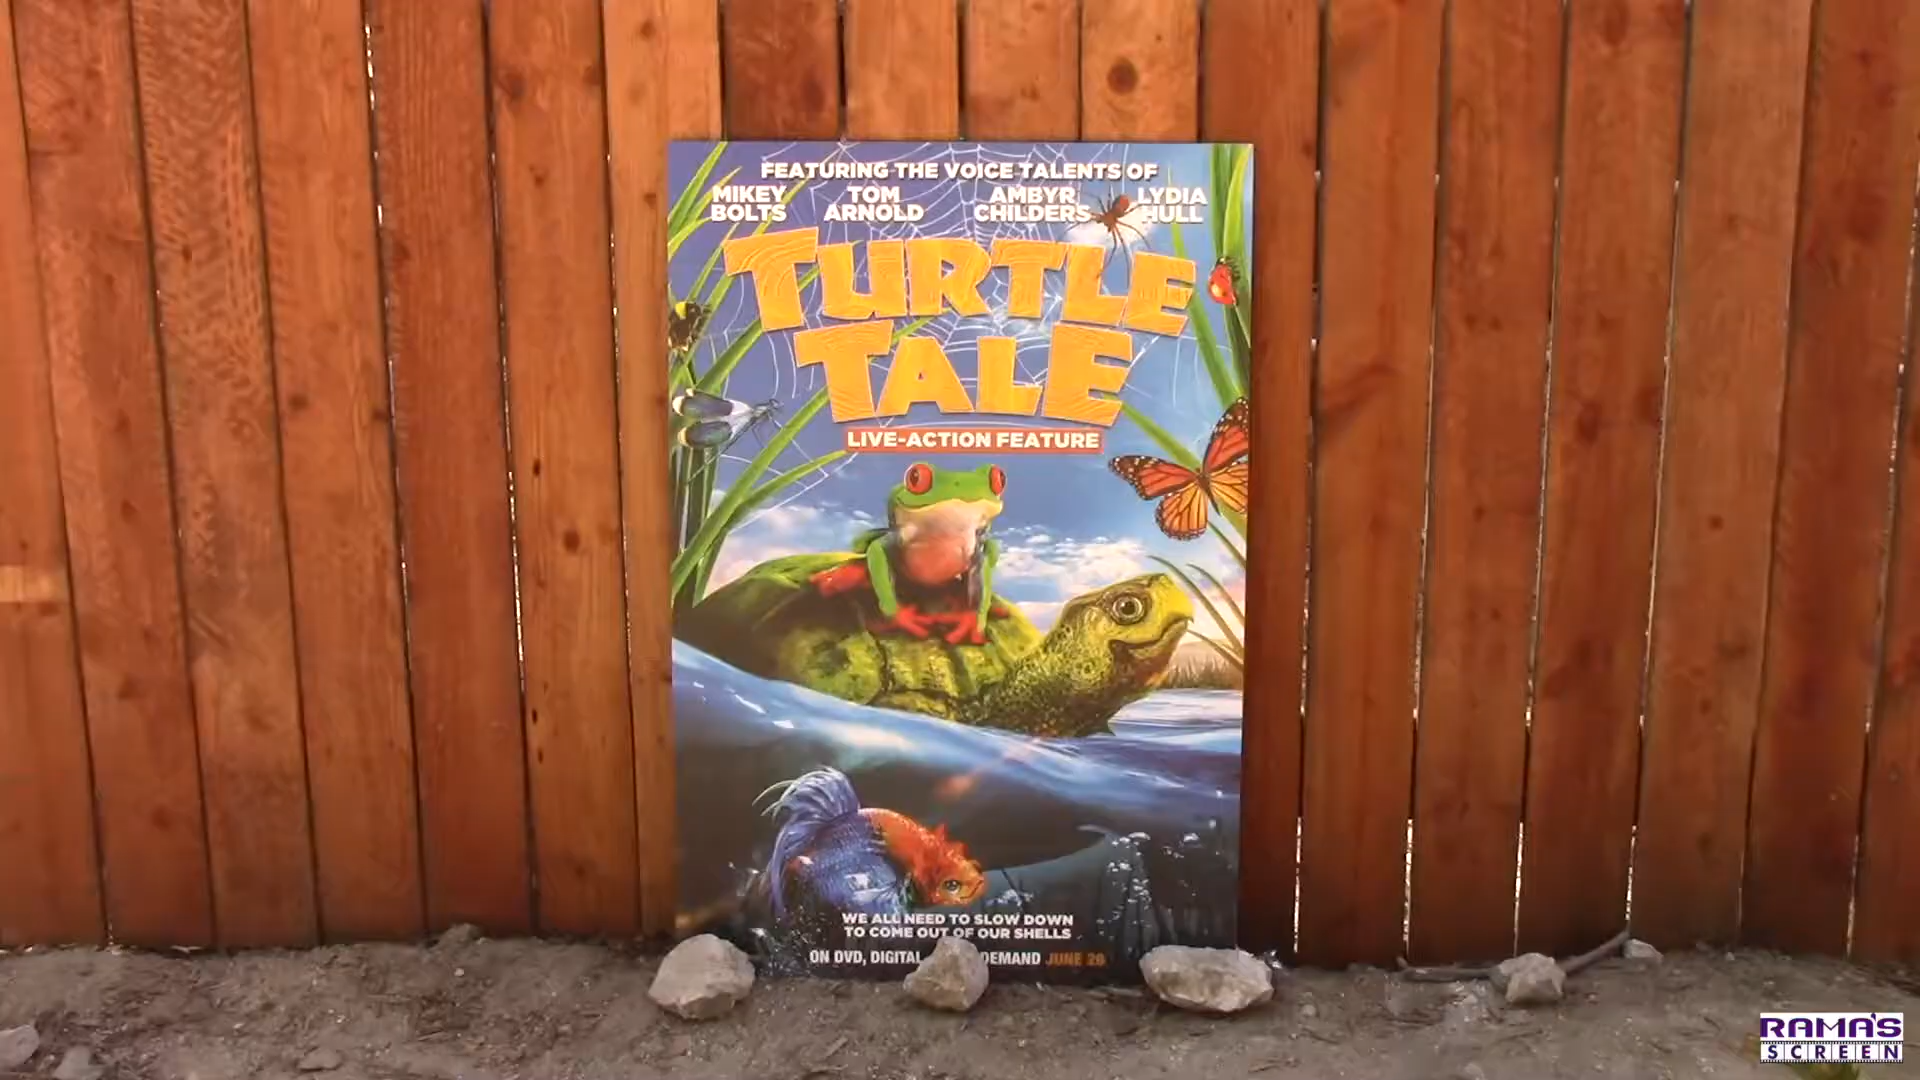 FEATURING THE VOICE TALENTS OF
MIKEY BOLTS TOM ARNOLD AMBYR CHILDERS LYDIA HULL
TURTLE
TALE
LIVE-ACTION FEATURE
WE ALL NEED TO SLOW DOWN
TO COME OUT OF OUR SHELLS
ON DVD, DIGITAL DEMAND JUNE 26
RAMA'S
SCREEN